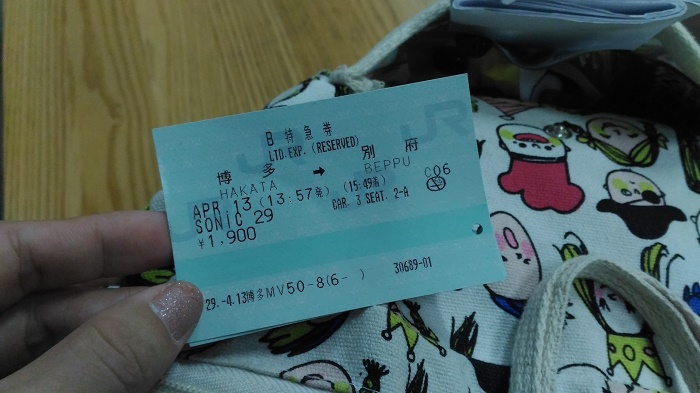 B 特急券
LTD.EXP. (RESERVED)
博多 → 別府
HAKATA BEPPU C06
APR 13 (13:57発) (15:49着)
SONIC 29 CAR. 3 SEAT. 2-A
¥1,900
29.-4.13博多MV50-8(6- ) 30689-01
JR